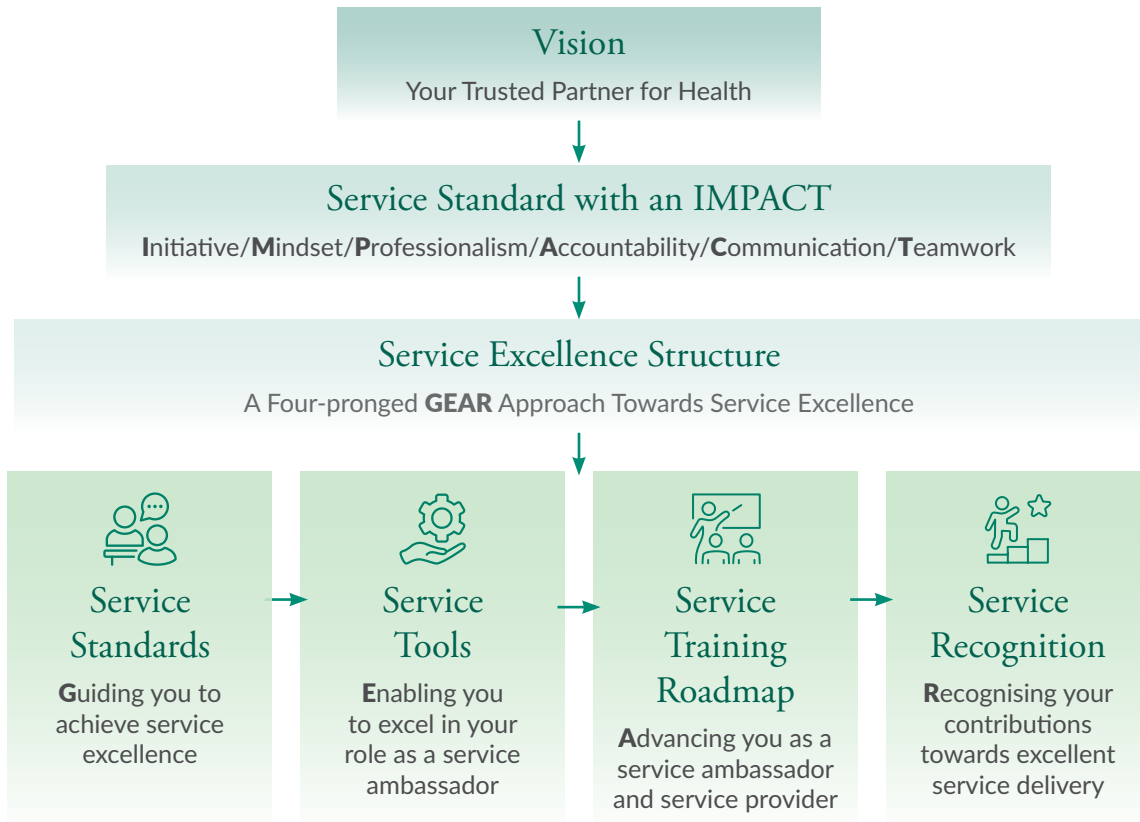 Vision
Your Trusted Partner for Health
Service Standard with an IMPACT
Initiative/Mindset/Professionalism/Accountability/Communication/Teamwork
Service Excellence Structure
A Four-pronged GEAR Approach Towards Service Excellence
Service
Standards
Guiding you to
achieve service
excellence
Service
Tools
Enabling you
to excel in your
role as a service
ambassador
Service
Training
Roadmap
Advancing you as a
service ambassador
and service provider
Service
Recognition
Recognising your
contributions
towards excellent
service delivery